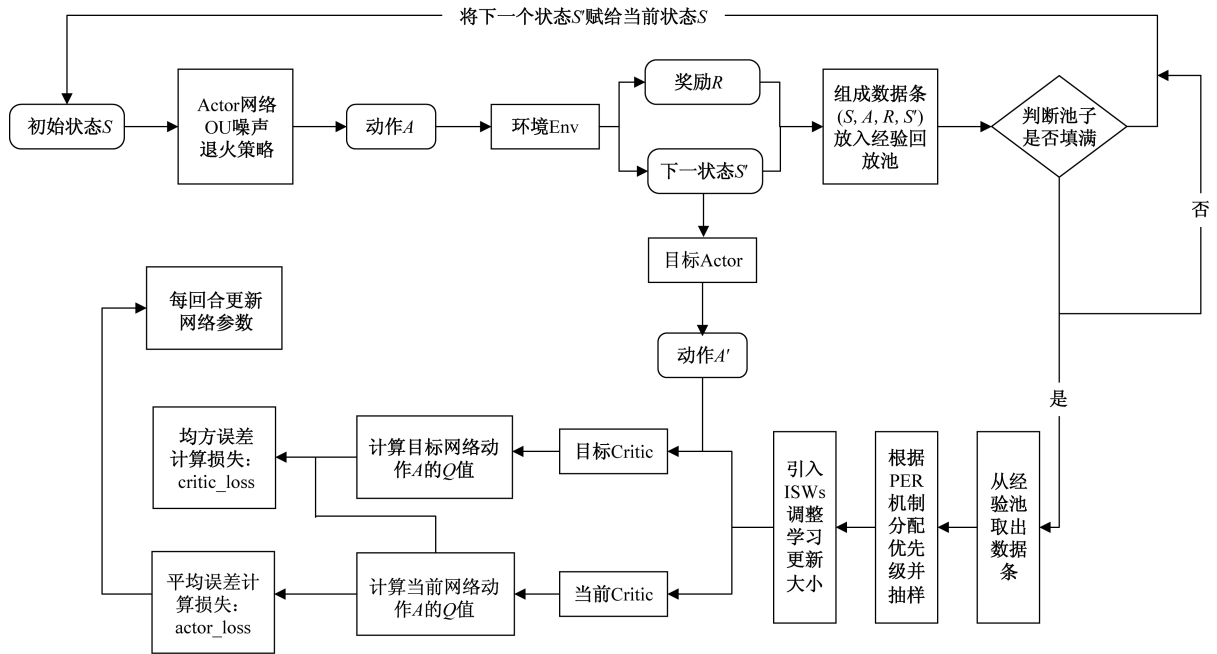 将下一个状态S′赋给当前状态S
初始状态S
Actor网络
OU噪声
退火策略
动作A
环境Env
奖励R
下一状态S′
组成数据条
(S, A, R, S′)
放入经验回
放池
判断池子
是否填满
否
目标Actor
每回合更新
网络参数
动作A′
是
均方误差
计算损失：
critic_loss
计算目标网络动
作A的Q值
目标Critic
引入
ISWs
调整
学习
更新
大小
根据
PER
机制
分配
优先
级并
抽样
从经
验池
取出
数据
条
平均误差计
算损失：
actor_loss
计算当前网络动
作A的Q值
当前Critic